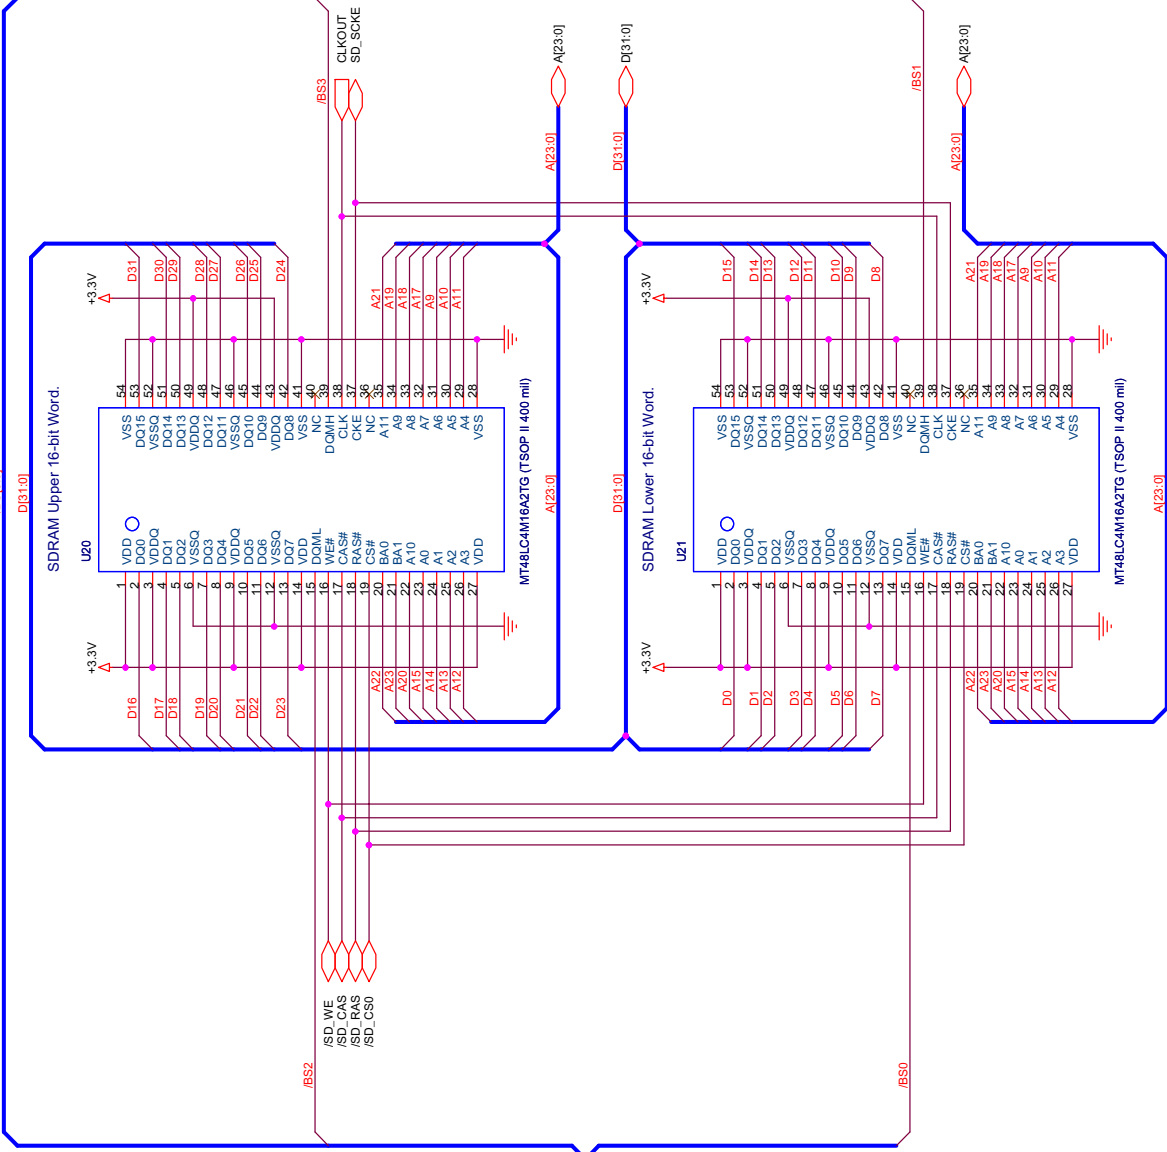 /BS3
CLKOUT
SD_SCKE
A[23:0]
D[31:0]
/BS1
A[23:0]
A[23:0]
D[31:0]
A[23:0]
+3.3V
D31
D30
D29
D28
D27
D26
D25
D24
A21
A19
A18
A17
A9
A10
A11
+3.3V
D15
D14
D13
D12
D11
D10
D9
D8
A21
A19
A18
A17
A9
A10
A11
SDRAM Upper 16-bit Word.
U20
54 VSS
53 DQ15
52 VSSQ
51 DQ14
50 DQ13
49 VDDQ
48 DQ12
47 DQ11
46 VSSQ
45 DQ10
44 DQ9
43 VDDQ
42 DQ8
41 VSS
40 NC
39 DQMH
38 CLK
37 CKE
36 NC
35 A11
34 A9
33 A8
32 A7
31 A6
30 A5
29 A4
28 VSS
1 VDD
2 DQ0
3 VDDQ
4 DQ1
5 DQ2
6 VSSQ
7 DQ3
8 DQ4
9 VDDQ
10 DQ5
11 DQ6
12 VSSQ
13 DQ7
14 VDD
15 DQML
16 WE#
17 CAS#
18 RAS#
19 CS#
20 BA0
21 BA1
22 A10
23 A0
24 A1
25 A2
26 A3
27 VDD
MT48LC4M16A2TG (TSOP II 400 mil)
D[31:0]
A[23:0]
D[31:0]
A[23:0]
SDRAM Lower 16-bit Word.
U21
54 VSS
53 DQ15
52 VSSQ
51 DQ14
50 DQ13
49 VDDQ
48 DQ12
47 DQ11
46 VSSQ
45 DQ10
44 DQ9
43 VDDQ
42 DQ8
41 VSS
40 NC
39 DQMH
38 CLK
37 CKE
36 NC
35 A11
34 A9
33 A8
32 A7
31 A6
30 A5
29 A4
28 VSS
1 VDD
2 DQ0
3 VDDQ
4 DQ1
5 DQ2
6 VSSQ
7 DQ3
8 DQ4
9 VDDQ
10 DQ5
11 DQ6
12 VSSQ
13 DQ7
14 VDD
15 DQML
16 WE#
17 CAS#
18 RAS#
19 CS#
20 BA0
21 BA1
22 A10
23 A0
24 A1
25 A2
26 A3
27 VDD
MT48LC4M16A2TG (TSOP II 400 mil)
+3.3V
D16
D17
D18
D19
D20
D21
D22
D23
A22
A23
A20
A15
A14
A13
A12
+3.3V
D0
D1
D2
D3
D4
D5
D6
D7
A22
A23
A20
A15
A14
A13
A12
/SD_WE
/SD_CAS
/SD_RAS
/SD_CS0
/BS2
/BS0